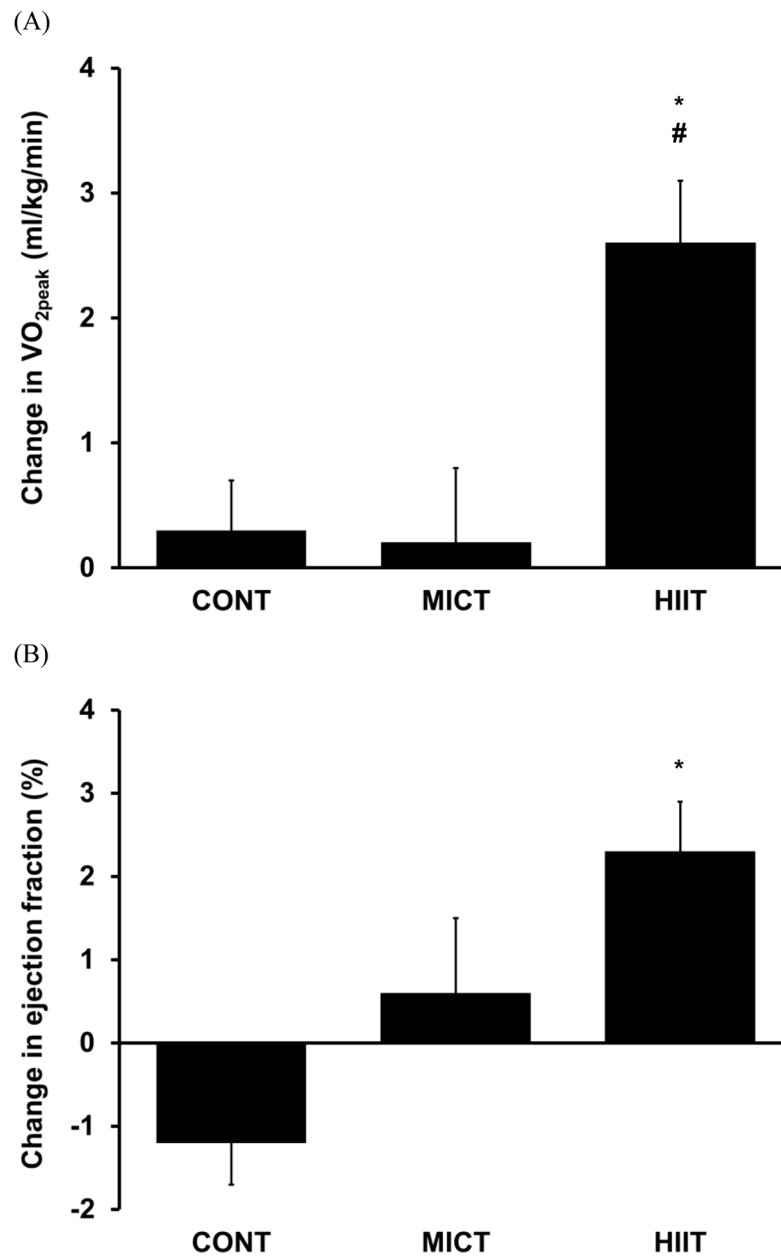 (A)
Change in VO2peak (ml/kg/min)
4
*
#
3
2
1
0
CONT MICT HIIT
(B)
Change in ejection fraction (%)
4
*
3
2
1
0
-1
-2
CONT MICT HIIT